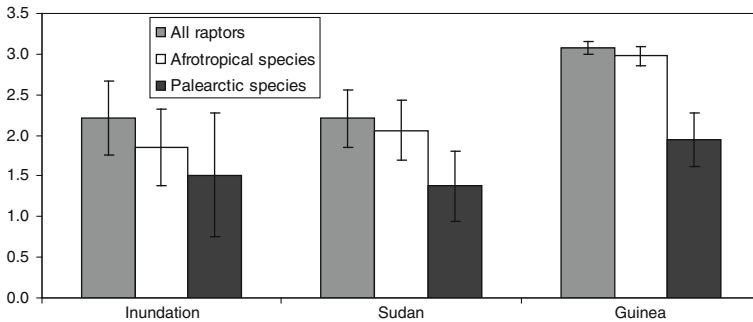 3.5
3.0
2.5
2.0
1.5
1.0
0.5
0.0
All raptors
Afrotropical species
Palearctic species
Inundation Sudan Guinea